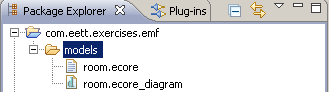 Package Explorer Plug-ins
com.eett.exercises.emf
models
room.ecore
room.ecore_diagram